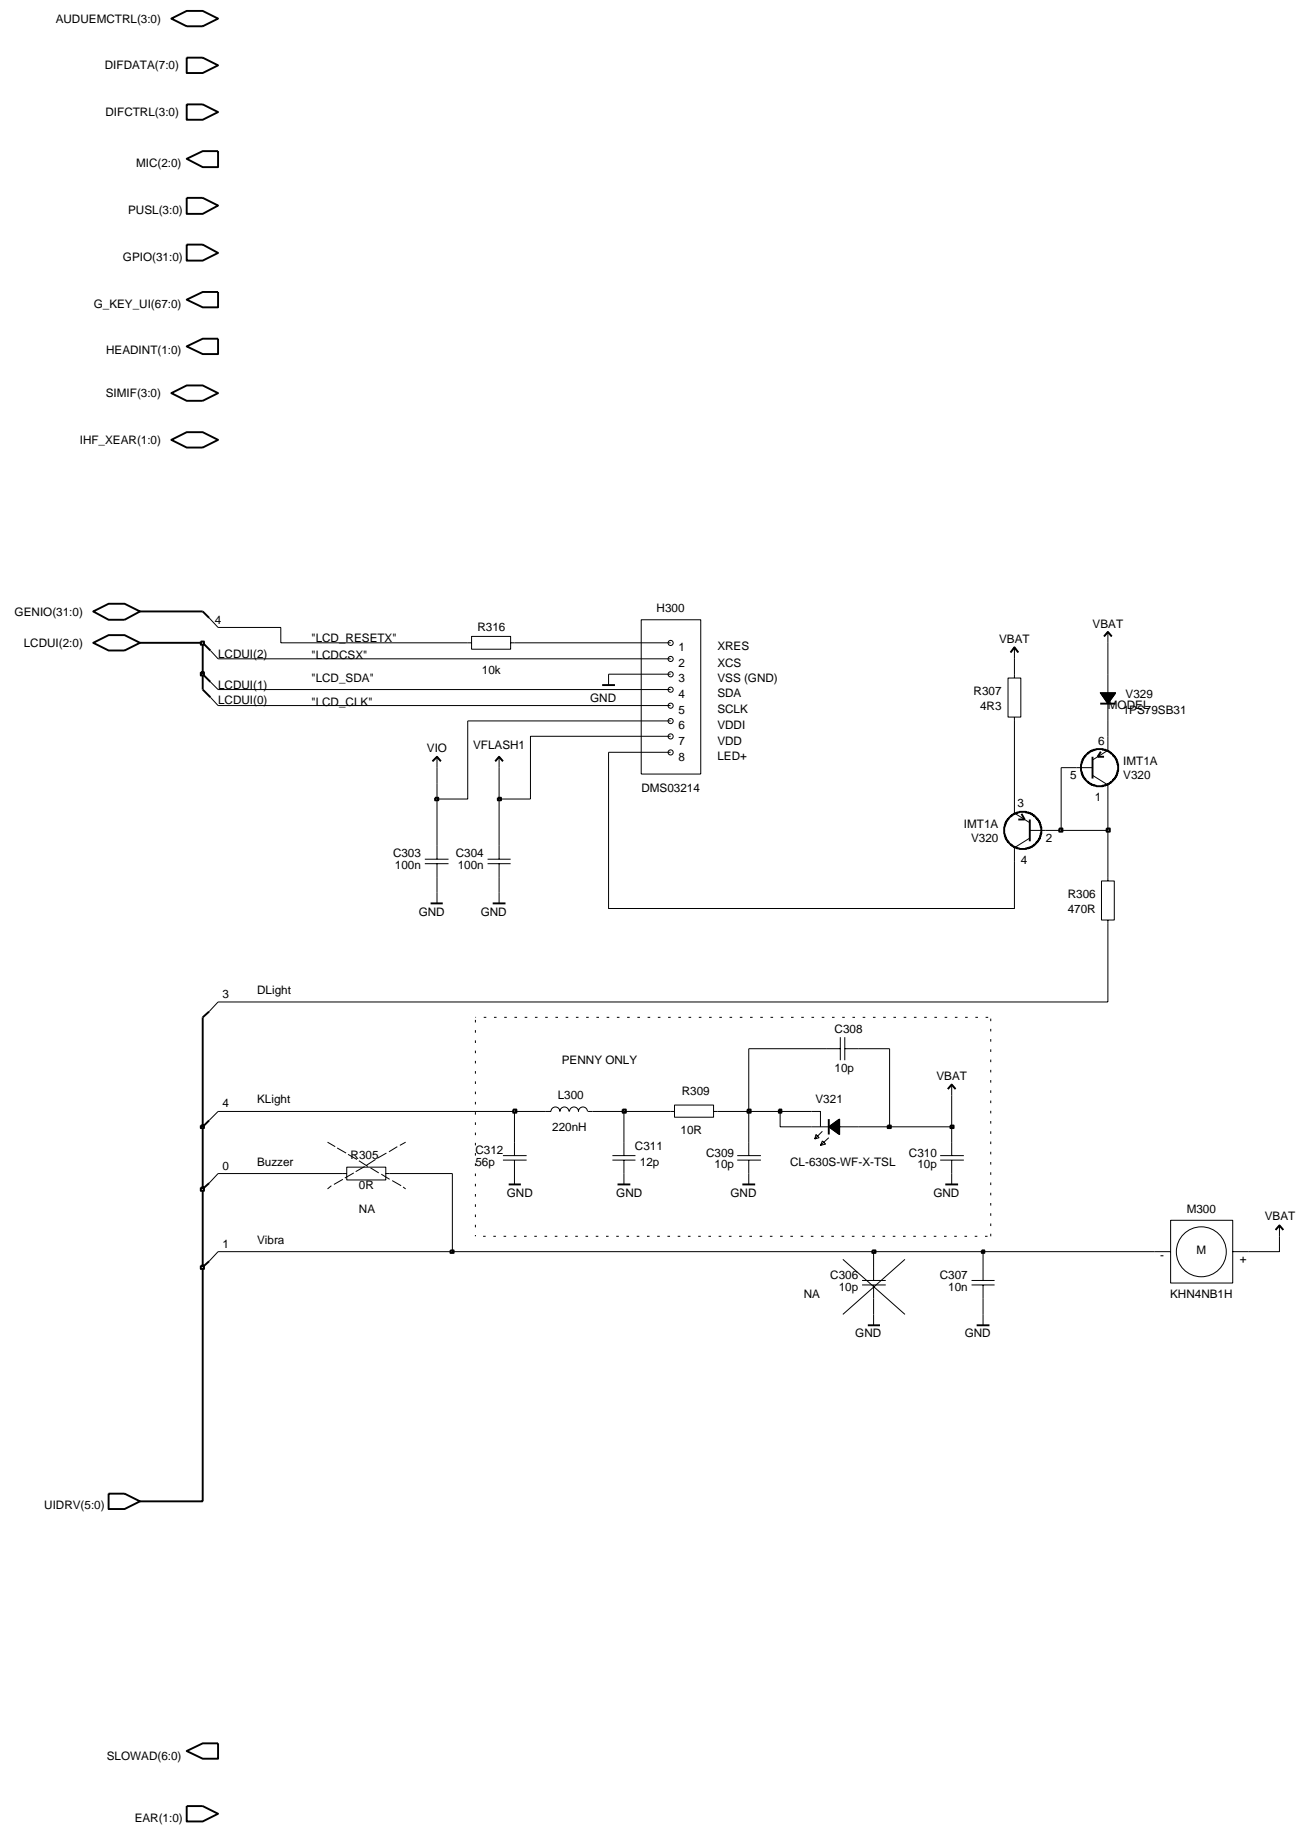 AUDUEMCTRL(3:0)
DIFDATA(7:0)
DIFCTRL(3:0)
MIC(2:0)
PUSL(3:0)
GPIO(31:0)
G_KEY_UI(67:0)
HEADINT(1:0)
SIMIF(3:0)
IHF_XEAR(1:0)
GENIO(31:0)
4
LCDUI(2:0)
"LCD_RESETX"
R316
10k
LCDUI(2)
"LCDCSX"
LCDUI(1)
"LCD_SDA"
LCDUI(0)
"LCD_CLK"
GND
H300
1 XRES
2 XCS
3 VSS (GND)
4 SDA
5 SCLK
6 VDDI
7 VDD
8 LED+
DMS03214
VIO
VFLASH1
C303
100n
C304
100n
GND
GND
VBAT
VBAT
R307
4R3
V329
MODEL
TPS79SB31
6
5
1
IMT1A
V320
3
IMT1A
V320
2
4
R306
470R
3
DLight
PENNY ONLY
C308
10p
VBAT
4
KLight
L300
220nH
R309
10R
V321
CL-630S-WF-X-TSL
C312
56p
C311
12p
C309
10p
C310
10p
GND
GND
GND
GND
0
Buzzer
R305
0R
NA
1
Vibra
C306
10p
NA
C307
10n
GND
GND
M300
M
-
+
KHN4NB1H
VBAT
UIDRV(5:0)
SLOWAD(6:0)
EAR(1:0)